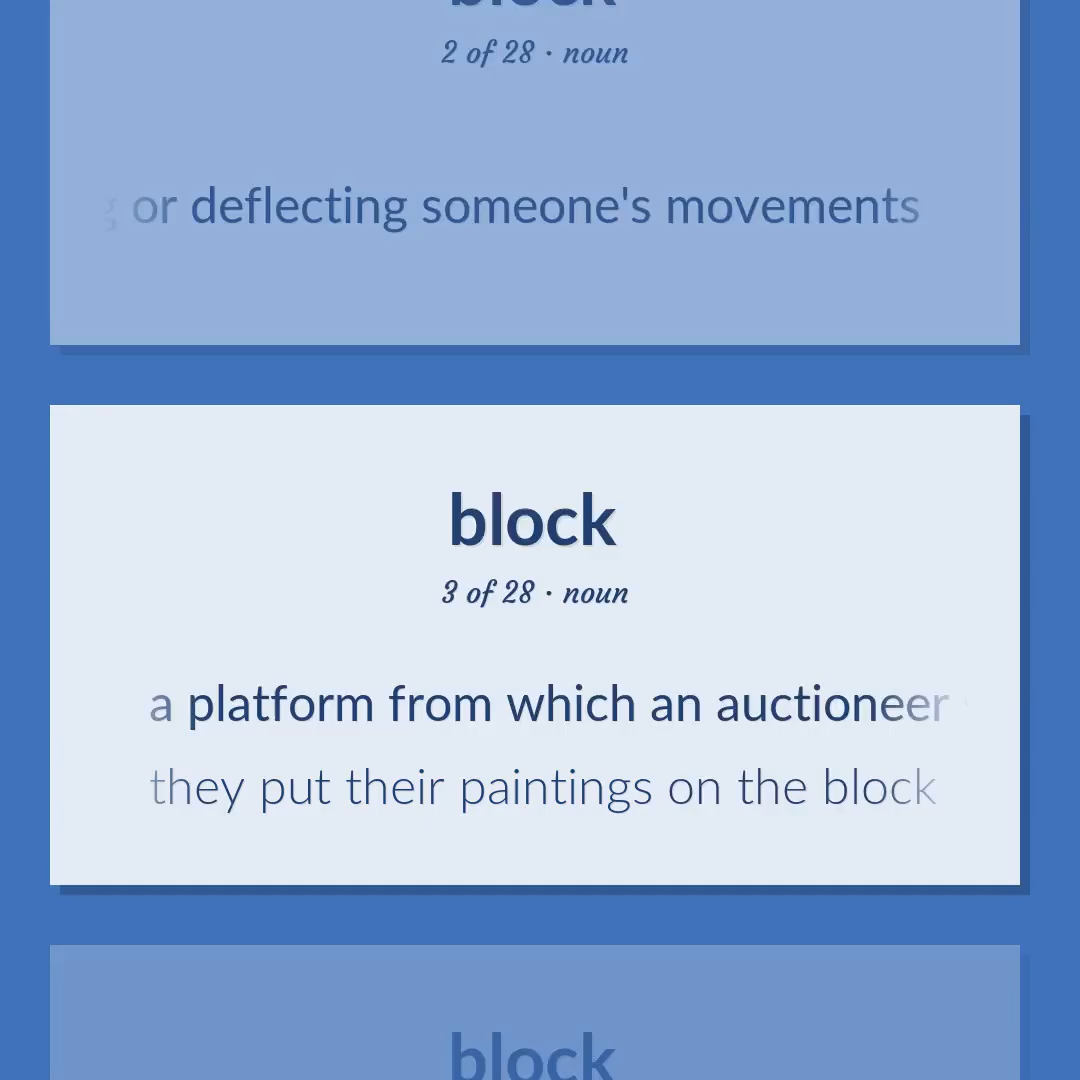 block
2 of 28 · noun
or deflecting someone's movements
block
3 of 28 · noun
a platform from which an auctioneer
they put their paintings on the block
block